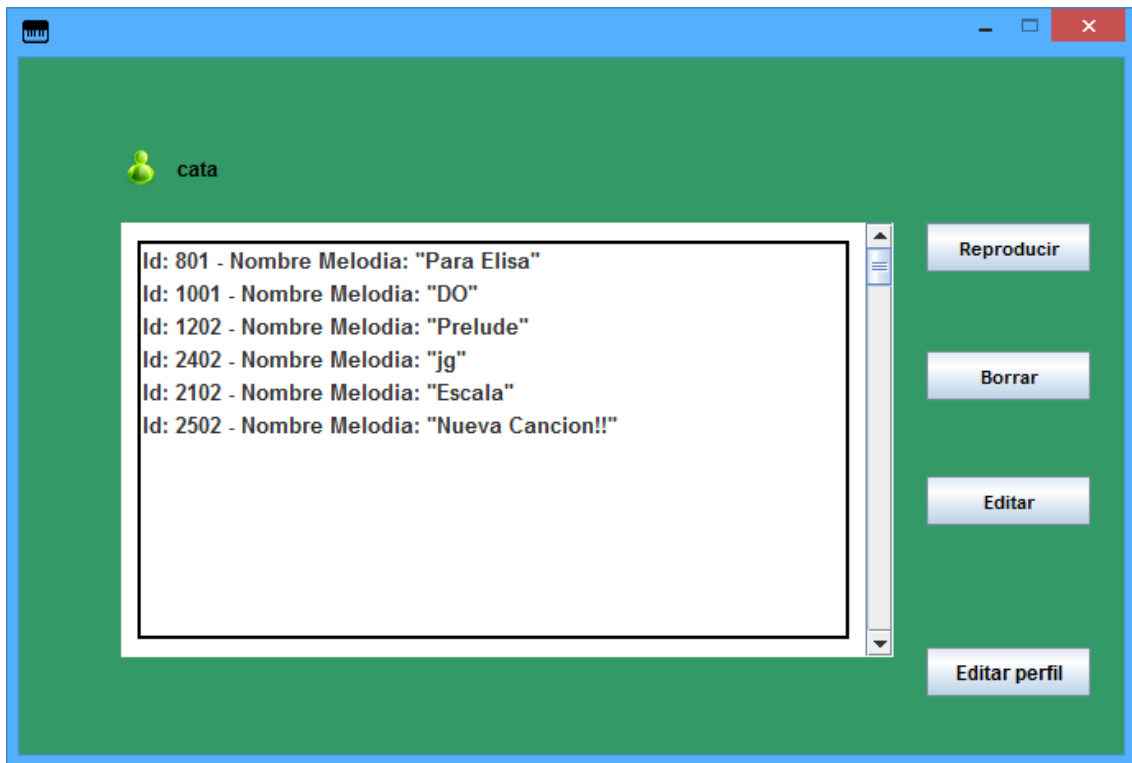 cata
Id: 801 - Nombre Melodia: "Para Elisa"
Id: 1001 - Nombre Melodia: "DO"
Id: 1202 - Nombre Melodia: "Prelude"
Id: 2402 - Nombre Melodia: "jg"
Id: 2102 - Nombre Melodia: "Escala"
Id: 2502 - Nombre Melodia: "Nueva Cancion!!"
Reproducir
Borrar
Editar
Editar perfil